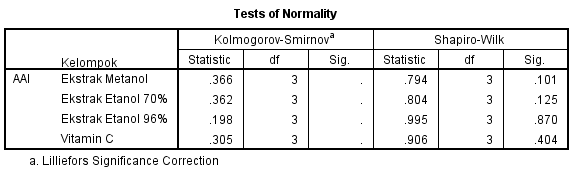 Tests of Normality
Kolmogorov-Smirnovᵃ Shapiro-Wilk
Kelompok Statistic df Sig. Statistic df Sig.
AAI Ekstrak Metanol .366 3 . .794 3 .101
Ekstrak Etanol 70% .362 3 . .804 3 .125
Ekstrak Etanol 96% .198 3 . .995 3 .870
Vitamin C .305 3 . .906 3 .404
a. Lilliefors Significance Correction